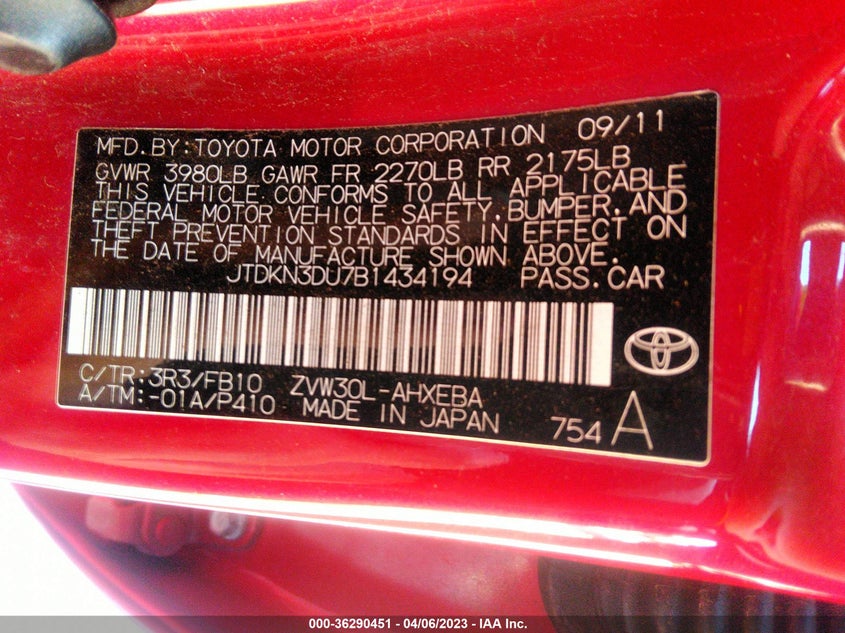 MFD.BY:TOYOTA MOTOR CORPORATION 09/11
GVWR 3980LB GAWR FR 2270LB RR 2175LB
THIS VEHICLE CONFORMS TO ALL APPLICABLE
FEDERAL MOTOR VEHICLE SAFETY,BUMPER,AND
THEFT PREVENTION STANDARDS IN EFFECT ON
THE DATE OF MANUFACTURE SHOWN ABOVE.
JTDKN3DU7B1434194 PASS.CAR
C/TR:3R3/FB10 ZVW30L-AHXEBA
A/TM:-01A/P410 MADE IN JAPAN 754 A
000-36290451 - 04/06/2023 - IAA Inc.